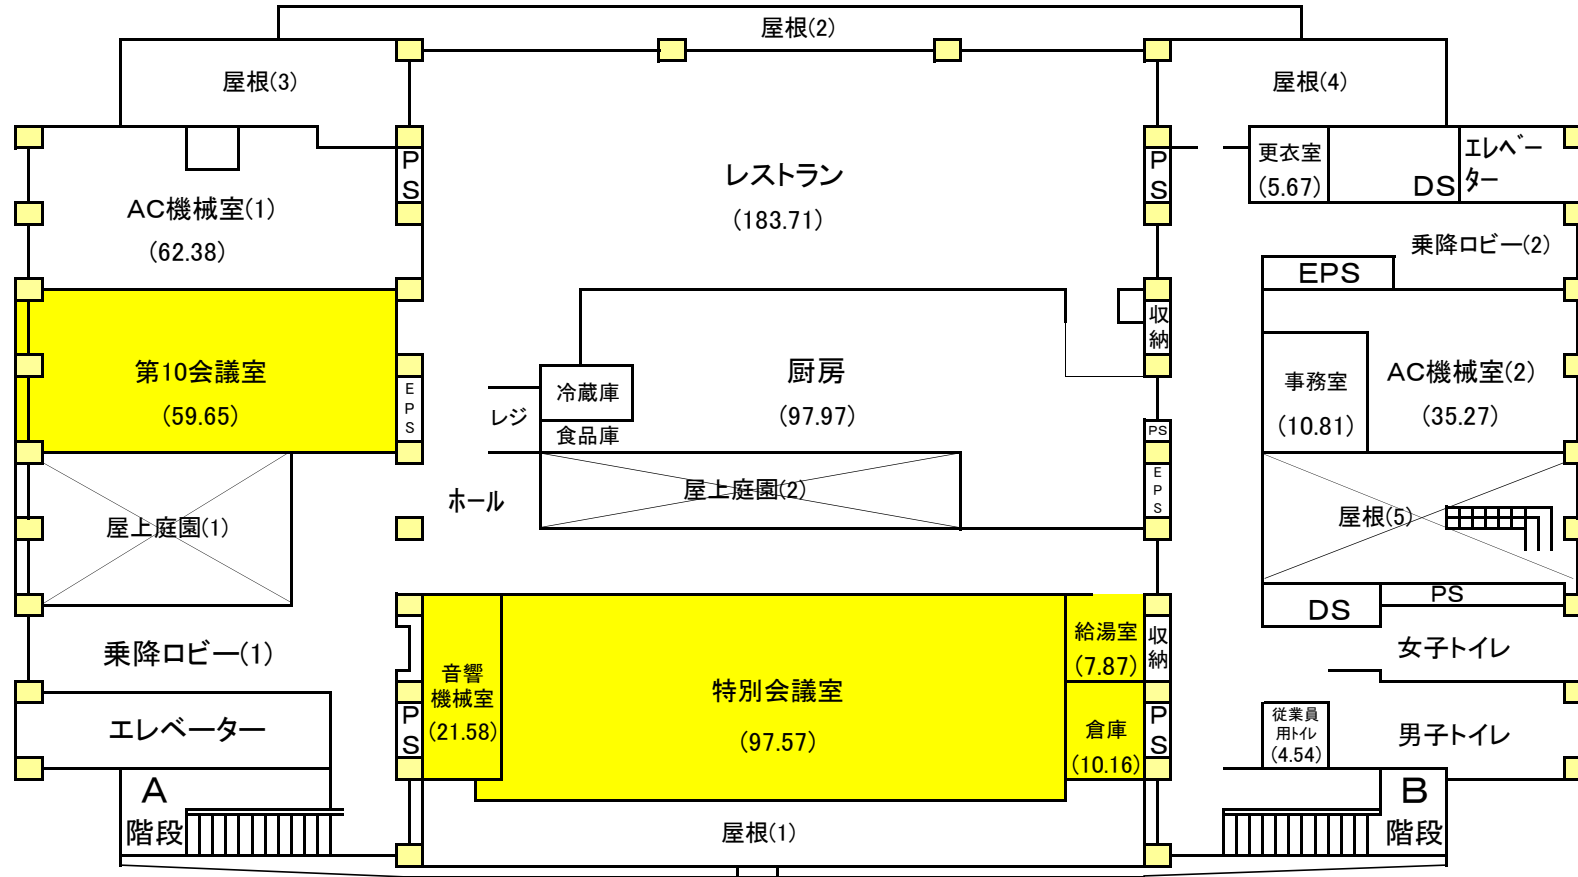 屋根(2)
屋根(3)
屋根(4)
PS
レストラン
(183.71)
PS
更衣室
(5.67)
DS
エレベー
ター
AC機械室(1)
(62.38)
乗降ロビー(2)
EPS
収納
第10会議室
(59.65)
EPS
レジ
冷蔵庫
食品庫
厨房
(97.97)
PS
事務室
(10.81)
AC機械室(2)
(35.27)
屋上庭園(1)
ホール
屋上庭園(2)
EPS
屋根(5)
DS
PS
乗降ロビー(1)
音響
機械室
(21.58)
特別会議室
(97.57)
給湯室
(7.87)
収納
女子トイレ
エレベーター
PS
倉庫
(10.16)
PS
従業員
用トイレ
(4.54)
男子トイレ
A
階段
屋根(1)
B
階段